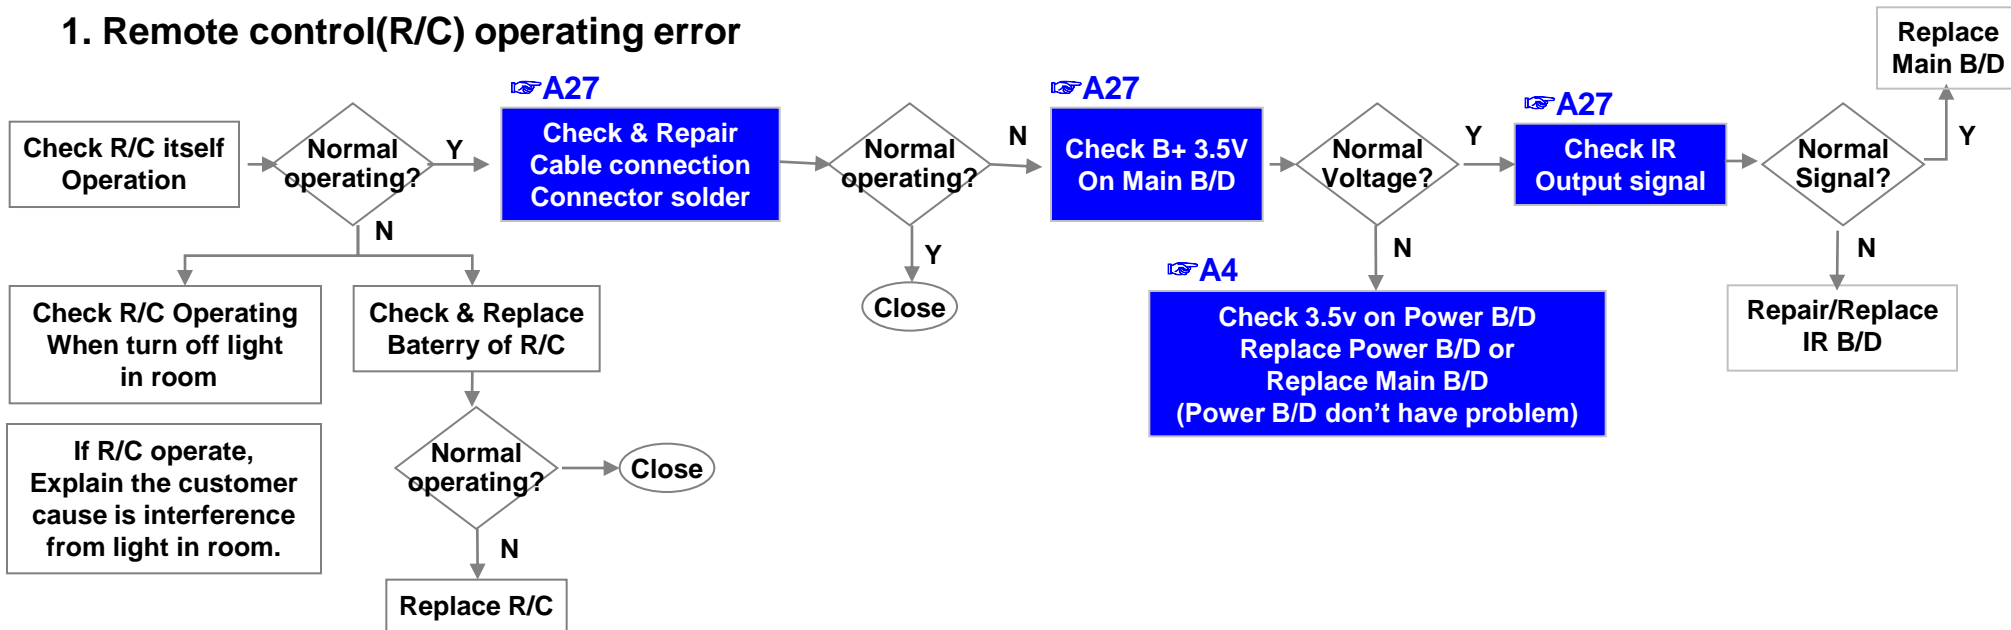 1. Remote control(R/C) operating error
Replace
Main B/D
☞A27
☞A27
☞A27
Check R/C itself
Operation
Normal
operating?
Y
Check & Repair
Cable connection
Connector solder
Normal
operating?
N
Check B+ 3.5V
On Main B/D
Normal
Voltage?
Y
Check IR
Output signal
Normal
Signal?
Y
N
Y
N
N
Close
☞A4
Check R/C Operating
When turn off light
in room
Check & Replace
Baterry of R/C
Check 3.5v on Power B/D
Replace Power B/D or
Replace Main B/D
(Power B/D don’t have problem)
Repair/Replace
IR B/D
If R/C operate,
Explain the customer
cause is interference
from light in room.
Normal
operating?
Close
N
Replace R/C